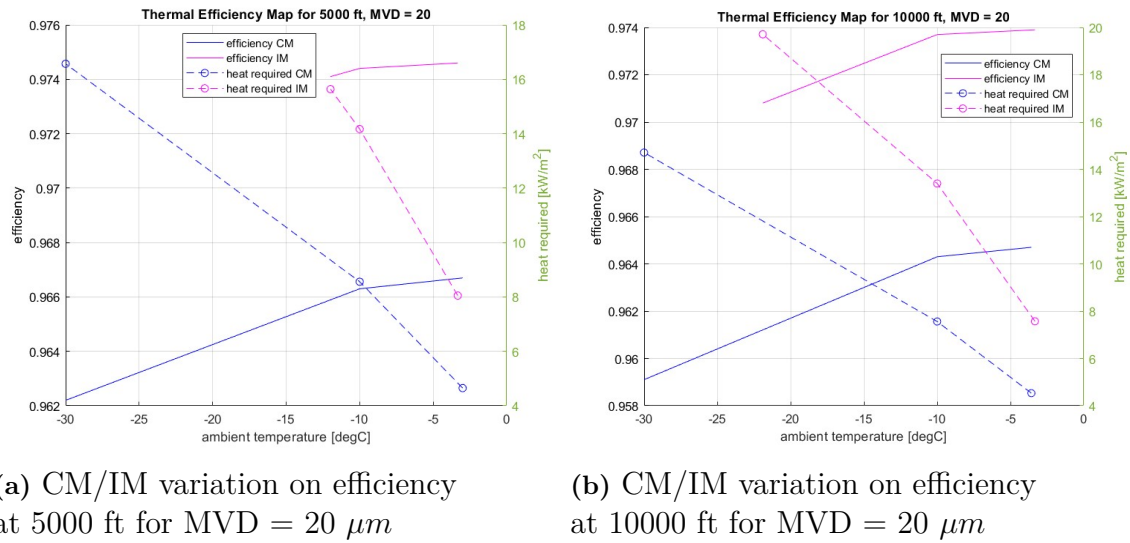 Thermal Efficiency Map for 5000 ft, MVD = 20
efficiency CM
efficiency IM
heat required CM
heat required IM
0.976
0.974
0.972
0.97
0.968
0.966
0.964
0.962
efficiency
18
16
14
12
10
8
6
4
heat required [kW/m2]
-30
-25
-20
-15
-10
-5
0
ambient temperature [degC]
Thermal Efficiency Map for 10000 ft, MVD = 20
efficiency CM
efficiency IM
heat required CM
heat required IM
0.974
0.972
0.97
0.968
0.966
0.964
0.962
0.96
0.958
efficiency
20
18
16
14
12
10
8
6
4
heat required [kW/m2]
-30
-25
-20
-15
-10
-5
0
ambient temperature [degC]
(a) CM/IM variation on efficiency
at 5000 ft for MVD = 20 μm
(b) CM/IM variation on efficiency
at 10000 ft for MVD = 20 μm